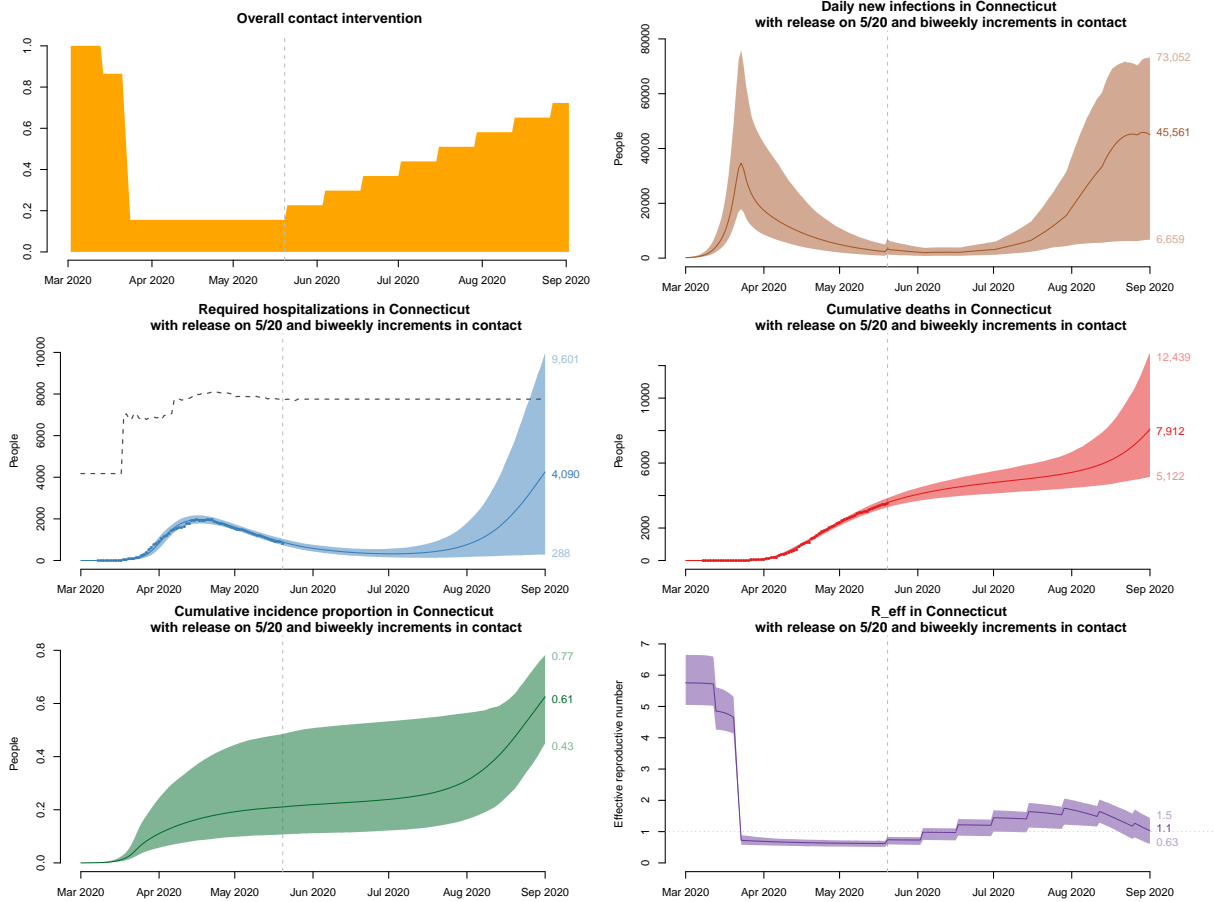 Overall contact intervention
1.0
0.8
0.6
0.4
0.2
0.0
Mar 2020 Apr 2020 May 2020 Jun 2020 Jul 2020 Aug 2020 Sep 2020
Daily new infections in Connecticut
with release on 5/20 and biweekly increments in contact
People
80000
60000
40000
20000
0
73,052
45,561
6,659
Mar 2020 Apr 2020 May 2020 Jun 2020 Jul 2020 Aug 2020 Sep 2020
Required hospitalizations in Connecticut
with release on 5/20 and biweekly increments in contact
People
10000
8000
6000
4000
2000
0
9,601
4,090
288
Mar 2020 Apr 2020 May 2020 Jun 2020 Jul 2020 Aug 2020 Sep 2020
Cumulative deaths in Connecticut
with release on 5/20 and biweekly increments in contact
People
10000
6000
2000
0
12,439
7,912
5,122
Mar 2020 Apr 2020 May 2020 Jun 2020 Jul 2020 Aug 2020 Sep 2020
Cumulative incidence proportion in Connecticut
with release on 5/20 and biweekly increments in contact
People
0.8
0.6
0.4
0.2
0.0
0.77
0.61
0.43
Mar 2020 Apr 2020 May 2020 Jun 2020 Jul 2020 Aug 2020 Sep 2020
R_eff in Connecticut
with release on 5/20 and biweekly increments in contact
Effective reproductive number
7
6
5
4
3
2
1
0
1.5
1.1
0.63
Mar 2020 Apr 2020 May 2020 Jun 2020 Jul 2020 Aug 2020 Sep 2020